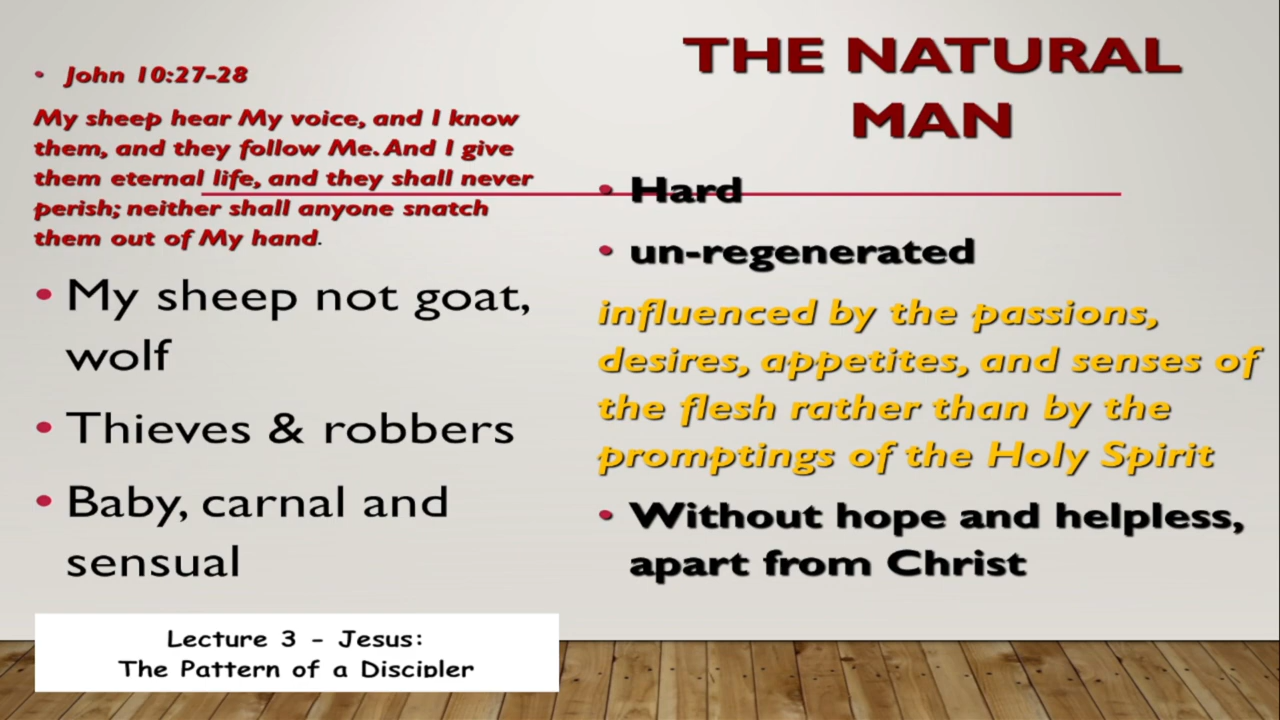 • John 10:27-28
My sheep hear My voice, and I know
them, and they follow Me. And I give
them eternal life, and they shall never
perish; neither shall anyone snatch
them out of My hand.
• My sheep not goat,
wolf
• Thieves & robbers
• Baby, carnal and
sensual
Lecture 3 - Jesus:
The Pattern of a Discipler
THE NATURAL
MAN
• Hard
• un-regenerated
influenced by the passions,
desires, appetites, and senses of
the flesh rather than by the
promptings of the Holy Spirit
• Without hope and helpless,
apart from Christ